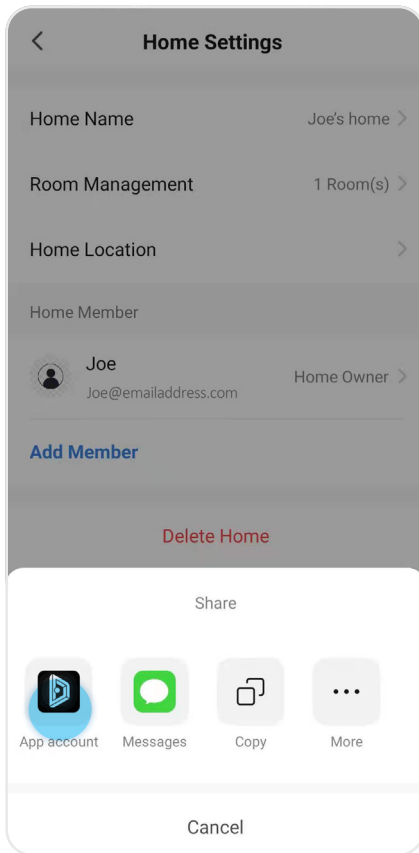 Home Settings
Home Name Joe's home
Room Management 1 Room(s)
Home Location
Home Member
Joe
Joe@emailaddress.com Home Owner
Add Member
Delete Home
Share
App account Messages Copy More
Cancel